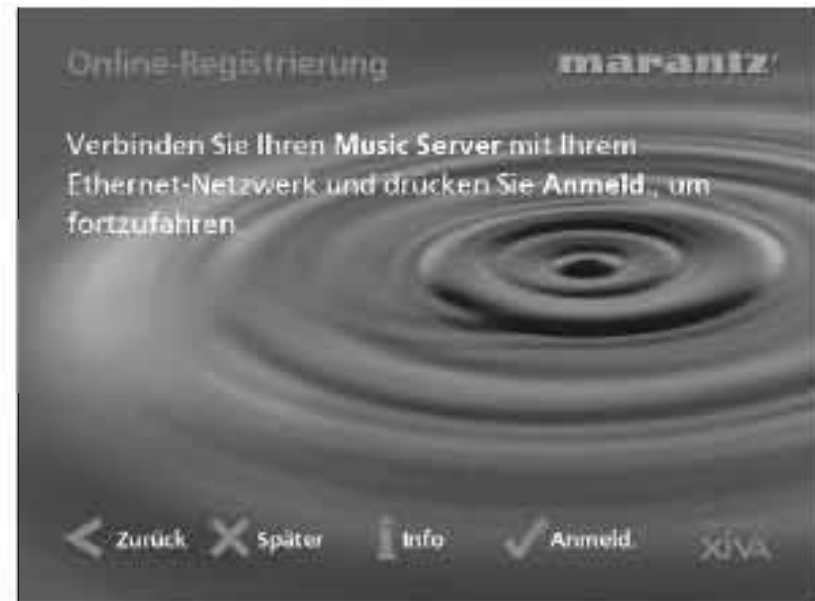 Online-Registrierung
marantz
Verbinden Sie Ihren Music Server mit Ihrem
Ethernet-Netzwerk und drücken Sie Anmeld., um
fortzufahren
Zurück Später Info Anmeld.
XiVA